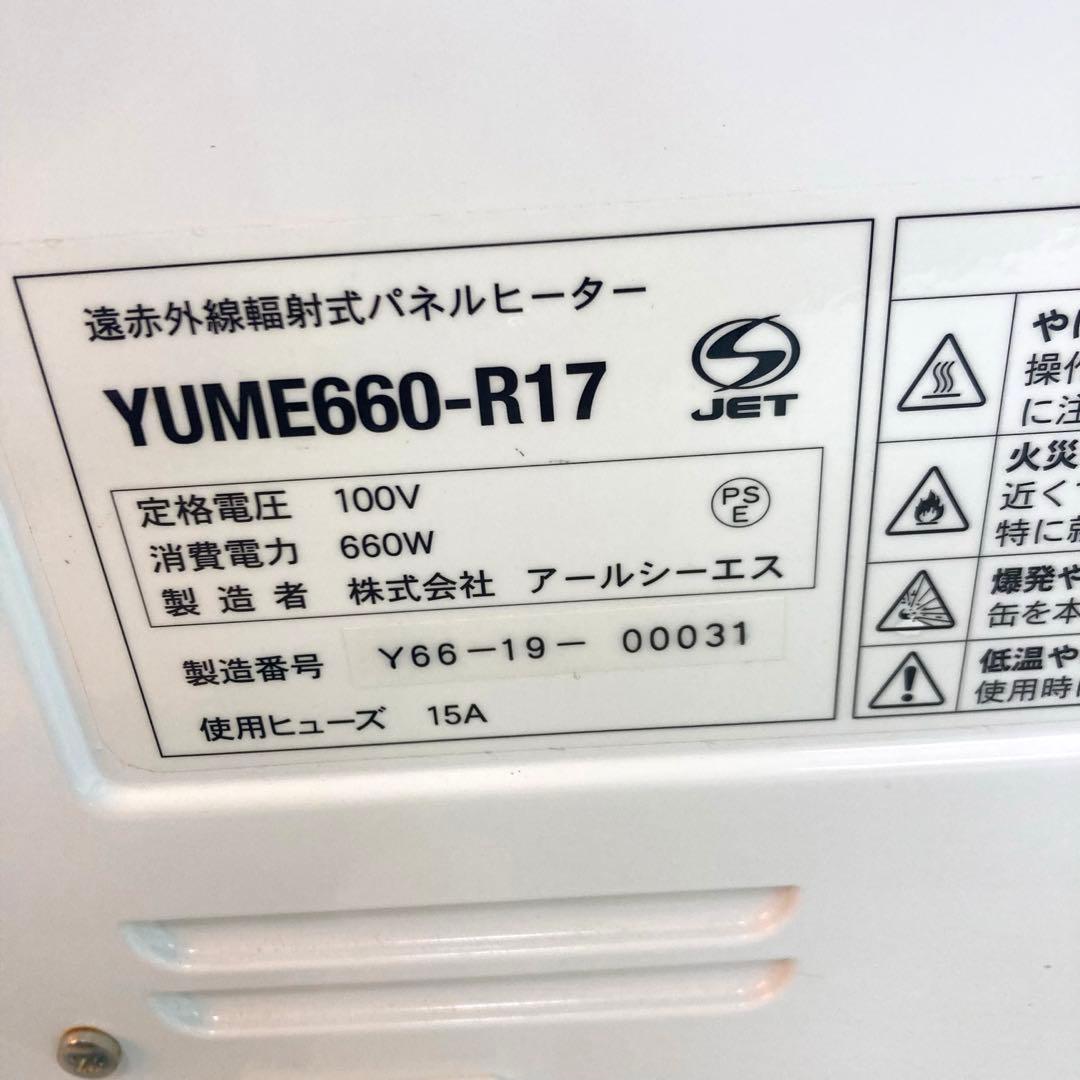 遠赤外線輻射式パネルヒーター
YUME660-R17
JET
定格電圧 100V
PS
E
消費電力 660W
製造者 株式会社 アールシーエス
製造番号 Y66-19- 00031
使用ヒューズ 15A
操作
に注
火災
近くで
特に
爆発や
缶を本
低温や
使用時に